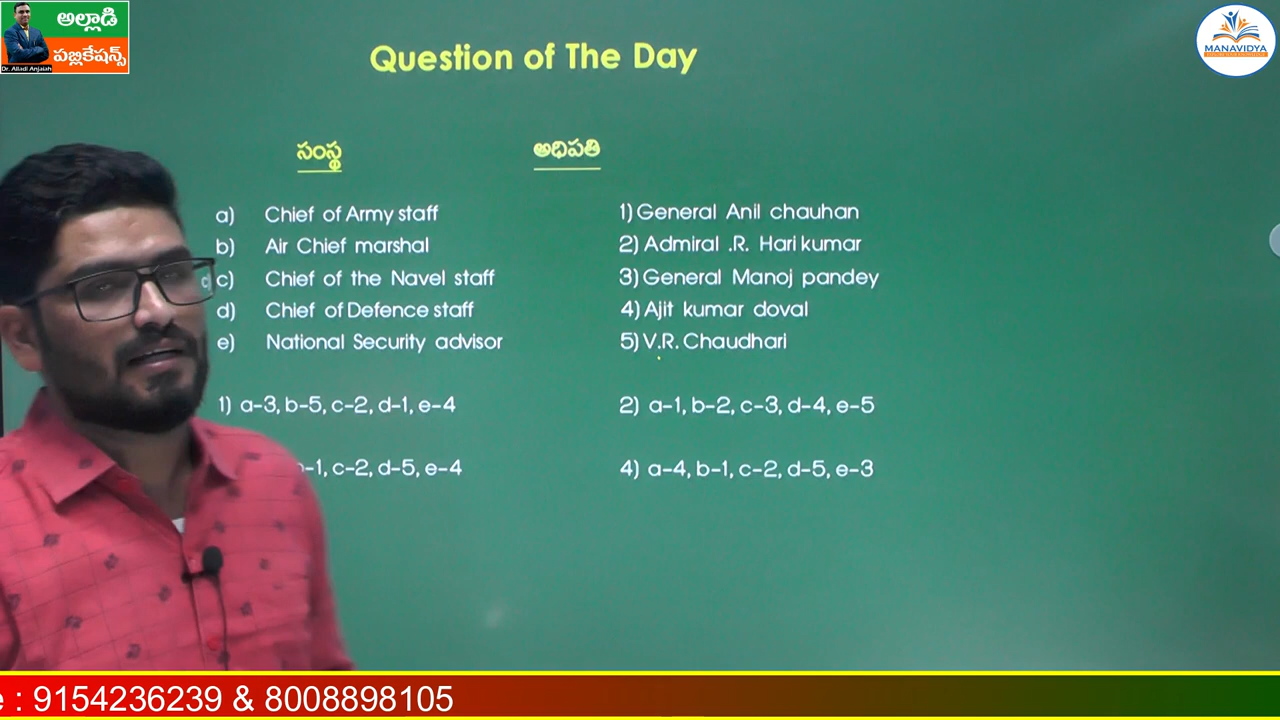 అల్లాడి
పబ్లికేషన్స్
Dr. Alladi Anjaiah
MANAVIDYA
Question of The Day
సంస్థ అధిపతి
a) Chief of Army staff 1) General Anil chauhan
b) Air Chief marshal 2) Admiral .R. Hari kumar
c) Chief of the Navel staff 3) General Manoj pandey
d) Chief of Defence staff 4) Ajit kumar doval
e) National Security advisor 5) V.R. Chaudhari
1) a-3, b-5, c-2, d-1, e-4 2) a-1, b-2, c-3, d-4, e-5
-1, c-2, d-5, e-4 4) a-4, b-1, c-2, d-5, e-3
: 9154236239 & 8008898105